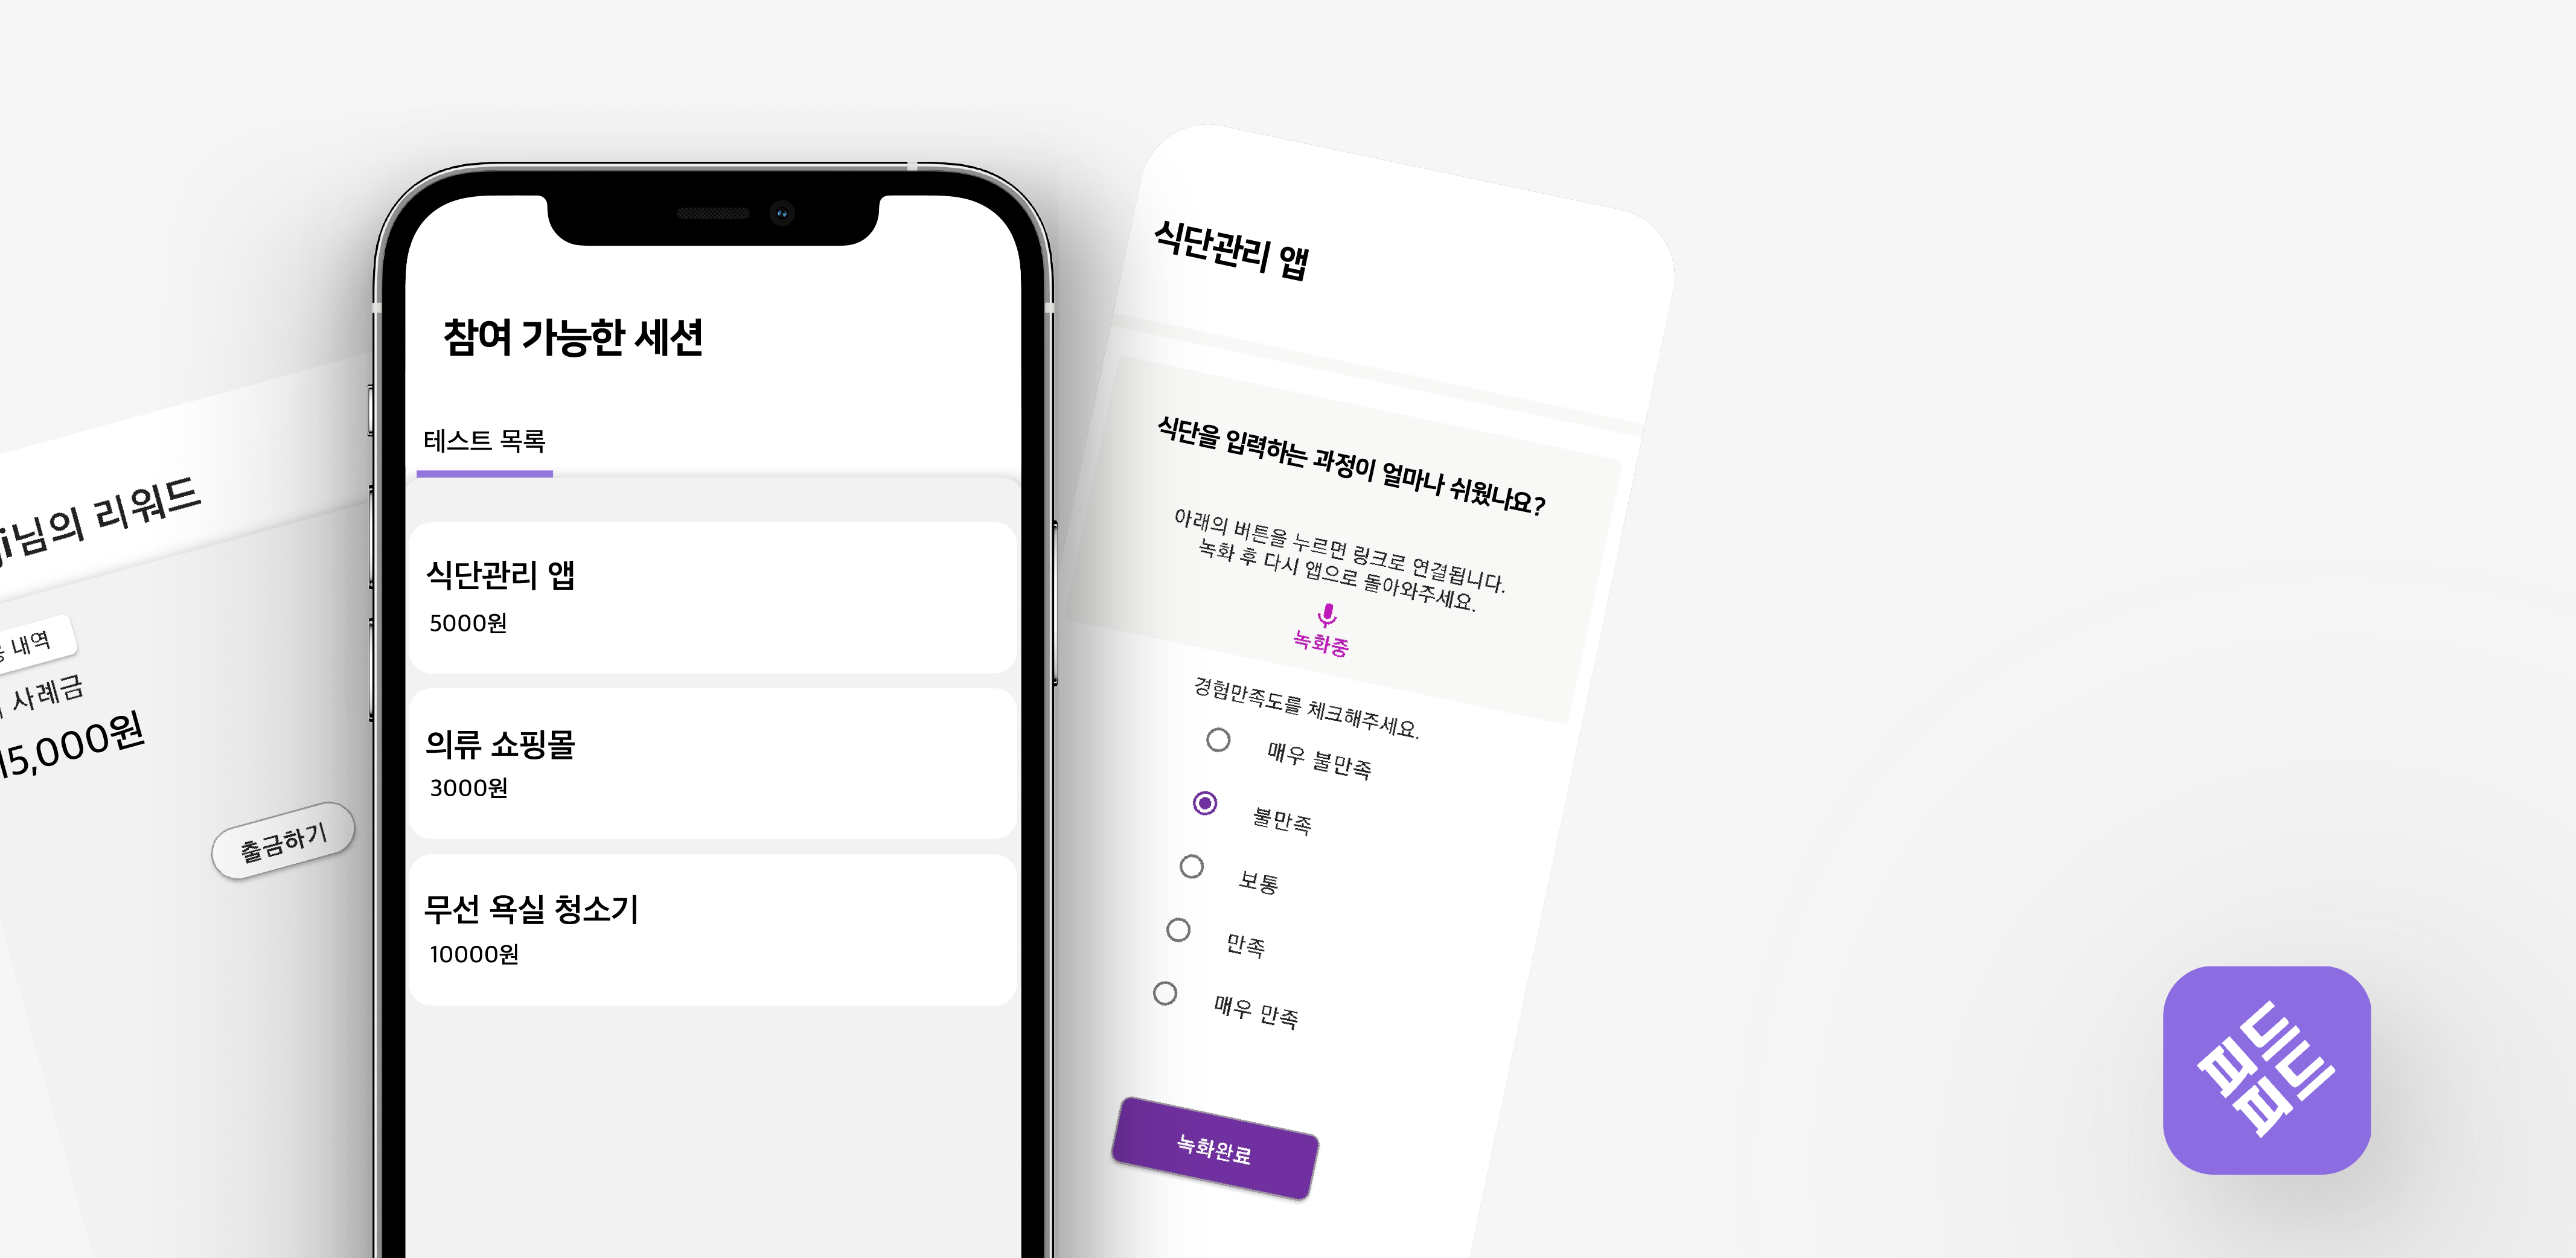 님의 리워드
내역
사례금
15,000원
출금하기
참여 가능한 세션
테스트 목록
식단관리 앱
5000원
의류 쇼핑몰
3000원
무선 욕실 청소기
10000원
식단관리 앱
식단을 입력하는 과정이 얼마나 쉬웠나요?
아래의 버튼을 누르면 링크로 연결됩니다.
녹화 후 다시 앱으로 돌아와주세요.
녹화중
경험만족도를 체크해주세요.
매우 불만족
불만족
보통
만족
매우 만족
녹화완료
피드
피드